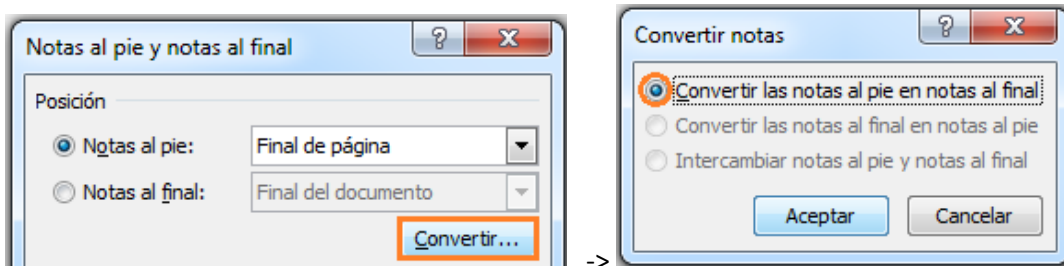 Notas al pie y notas al final
Posición
Notas al pie: Final de página
Notas al final: Final del documento
Convertir...
->
Convertir notas
Convertir las notas al pie en notas al final
Convertir las notas al final en notas al pie
Intercambiar notas al pie y notas al final
Aceptar Cancelar